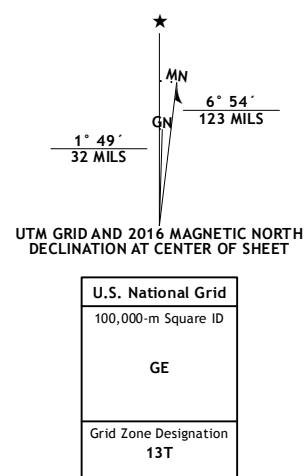 ★
MN
GN
6° 54´
123 MILS
1° 49´
32 MILS
UTM GRID AND 2016 MAGNETIC NORTH
DECLINATION AT CENTER OF SHEET
U.S. National Grid
100,000-m Square ID
GE
Grid Zone Designation
13T